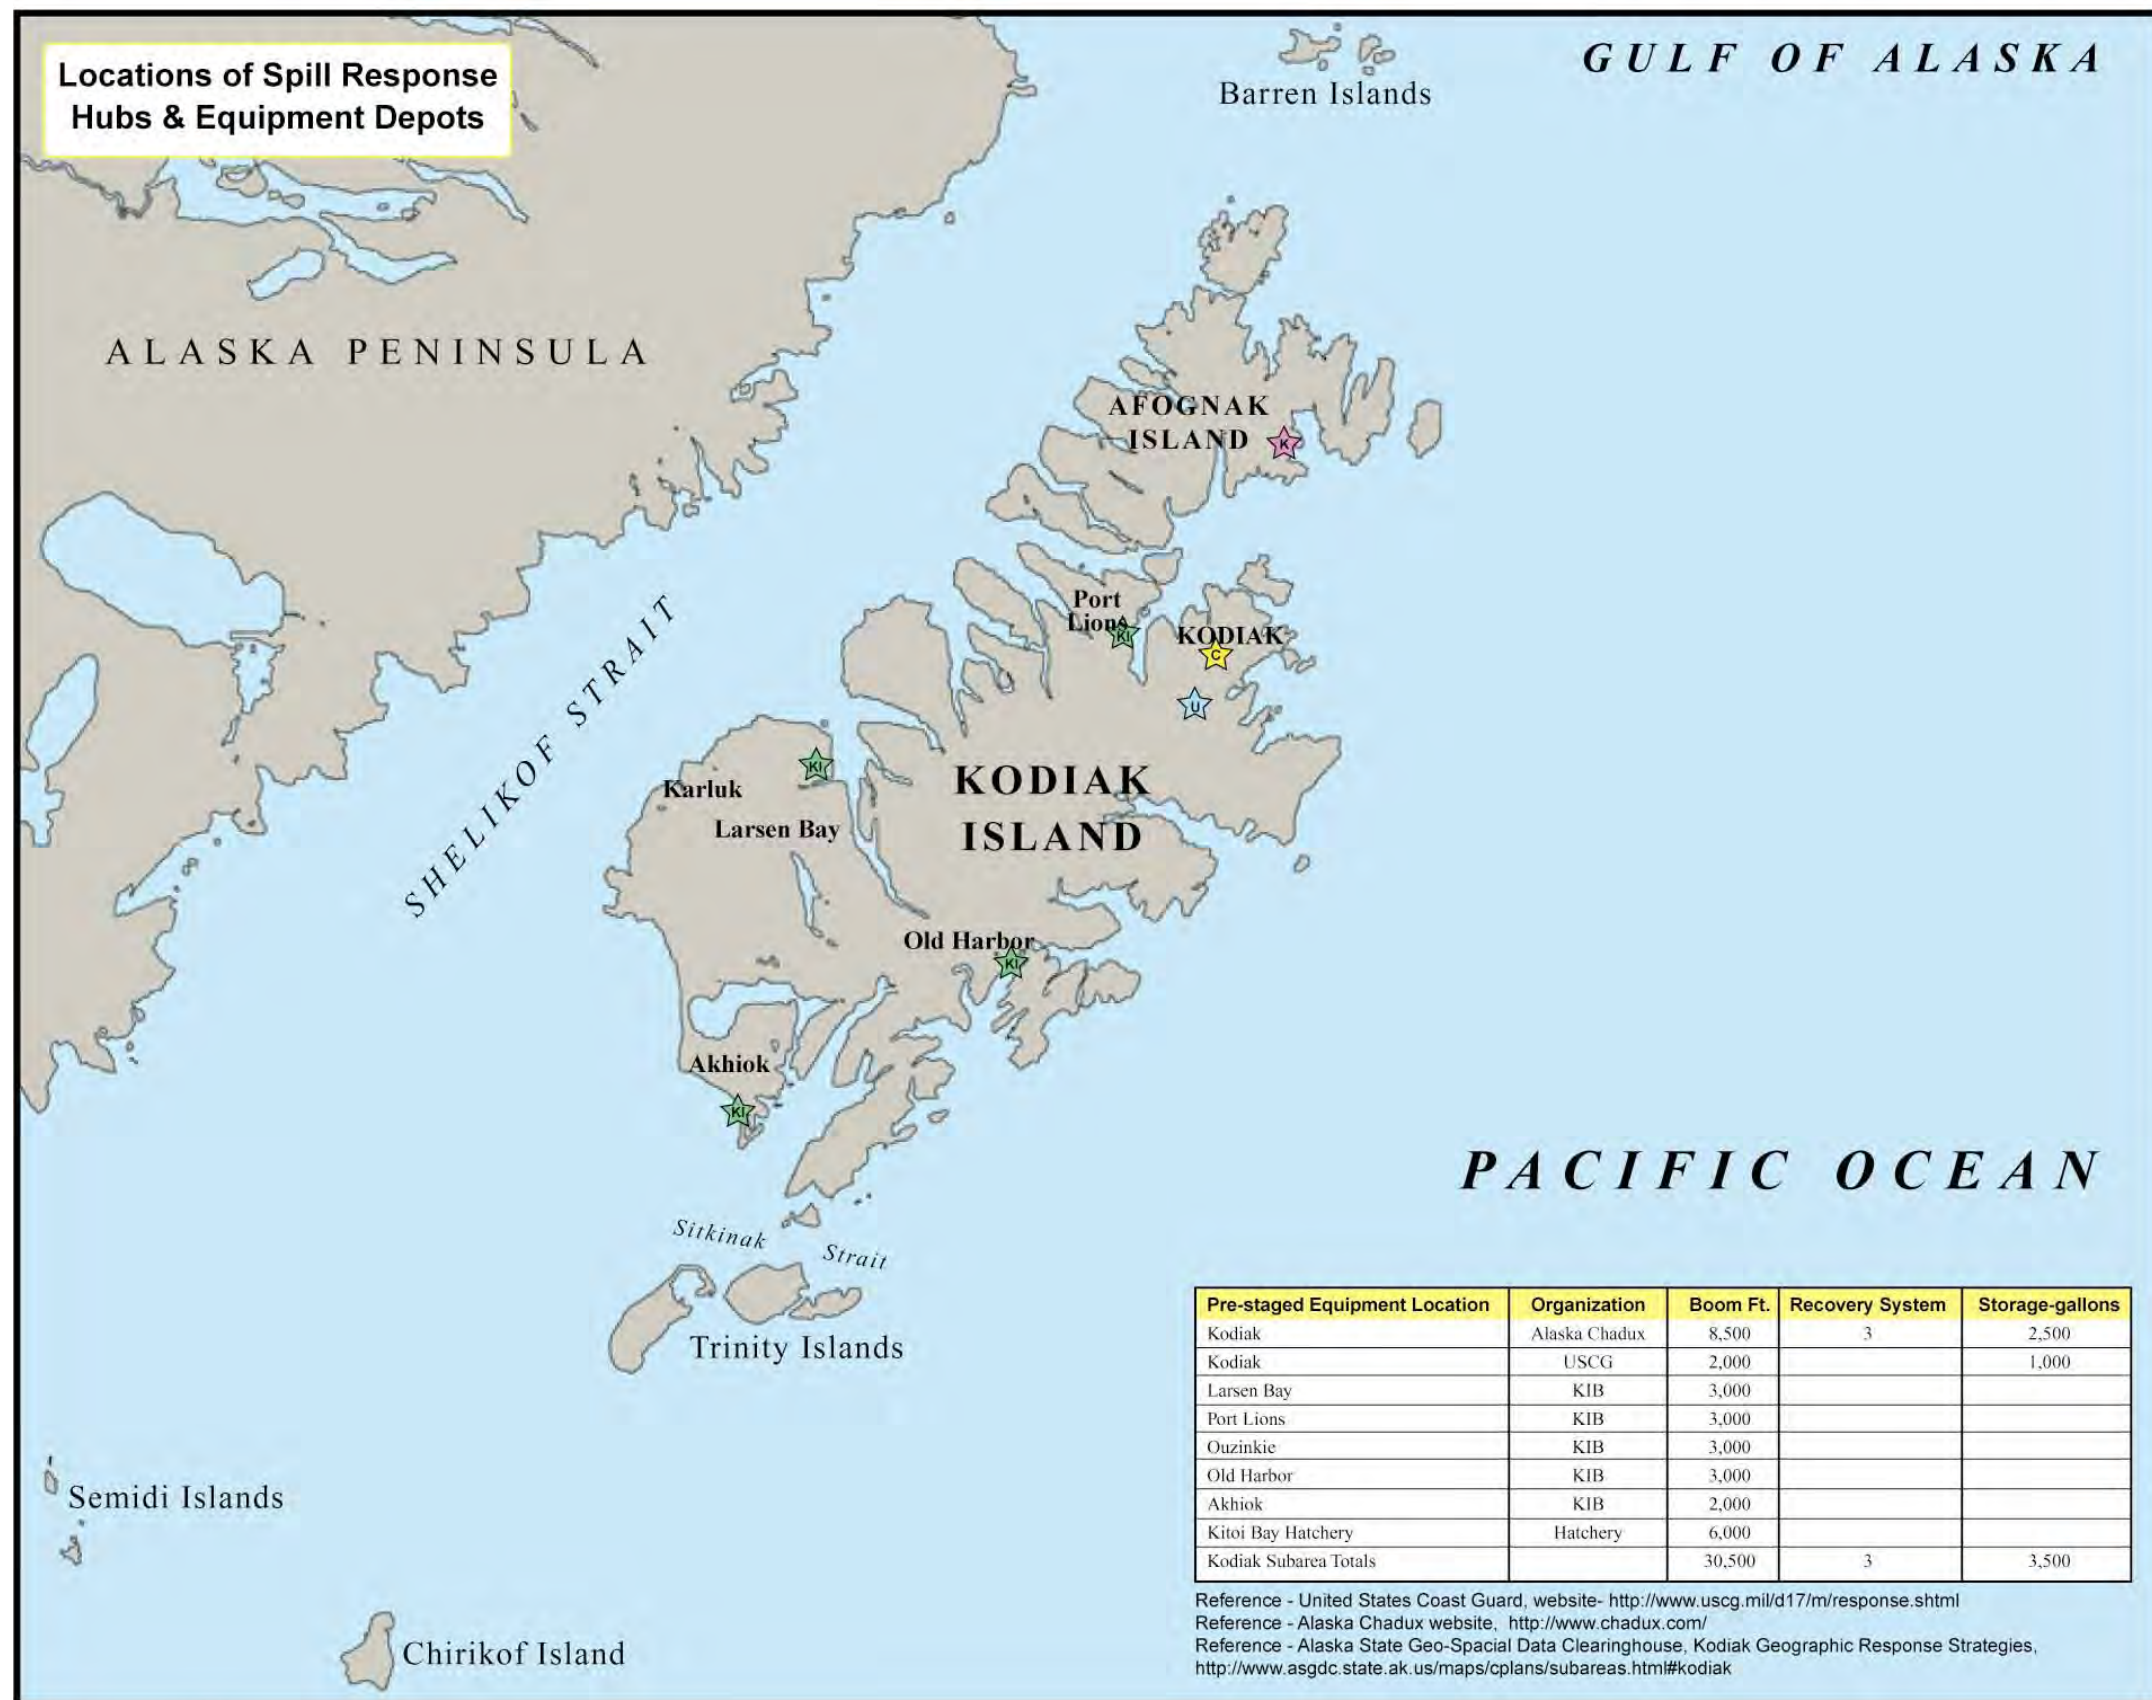 Locations of Spill Response
Hubs & Equipment Depots
GULF OF ALASKA
Barren Islands
ALASKA PENINSULA
AFOGNAK
ISLAND
K
Port
Lions
KI
KODIAK
C
U
SHELIKOF STRAIT
KI
Karluk
Larsen Bay
KODIAK
ISLAND
Old Harbor
KI
Akhiok
KI
PACIFIC OCEAN
Sitkinak Strait
Trinity Islands
Semidi Islands
Chirikof Island
Pre-staged Equipment Location Organization Boom Ft. Recovery System Storage-gallons
Kodiak Alaska Chadux 8,500 3 2,500
Kodiak USCG 2,000 1,000
Larsen Bay KIB 3,000
Port Lions KIB 3,000
Ouzinkie KIB 3,000
Old Harbor KIB 3,000
Akhiok KIB 2,000
Kitoi Bay Hatchery Hatchery 6,000
Kodiak Subarea Totals 30,500 3 3,500
Reference - United States Coast Guard, website- http://www.uscg.mil/d17/m/response.shtml
Reference - Alaska Chadux website, http://www.chadux.com/
Reference - Alaska State Geo-Spacial Data Clearinghouse, Kodiak Geographic Response Strategies,
http://www.asgdc.state.ak.us/maps/cplans/subareas.html#kodiak